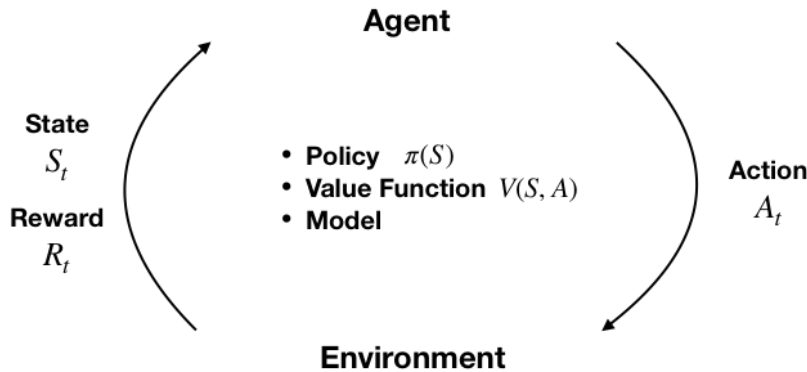 Agent
State
S_t
Reward
R_t
• Policy π(S)
• Value Function V(S, A)
• Model
Action
A_t
Environment